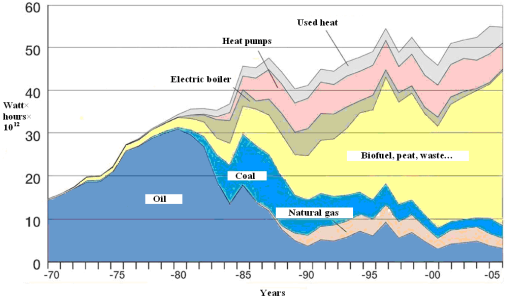 60
50
40
30
20
10
0
Watt×
hours×
10¹²
Used heat
Heat pumps
Electric boiler
Biofuel, peat, waste...
Coal
Oil
Natural gas
-70 -75 -80 -85 -90 -95 -00 -05
Years